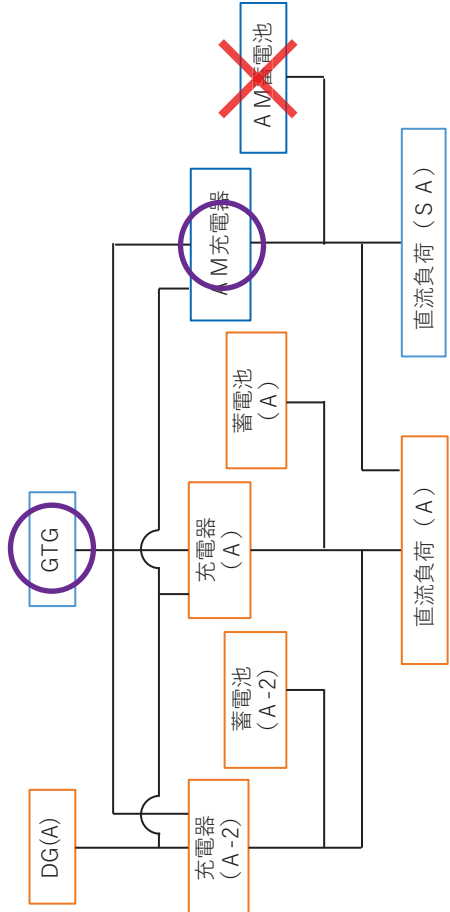 DG(A)
GTG
充電器
(A-2)
充電器
(A)
AM充電器
蓄電池
(A-2)
蓄電池
(A)
AM蓄電池
直流負荷 (A)
直流負荷 (SA)